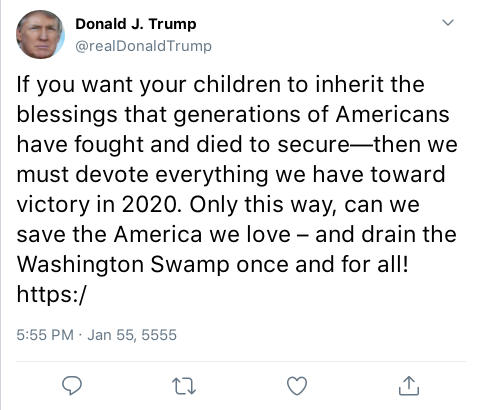 Donald J. Trump
@realDonaldTrump
If you want your children to inherit the
blessings that generations of Americans
have fought and died to secure—then we
must devote everything we have toward
victory in 2020. Only this way, can we
save the America we love – and drain the
Washington Swamp once and for all!
https:/
5:55 PM · Jan 55, 5555